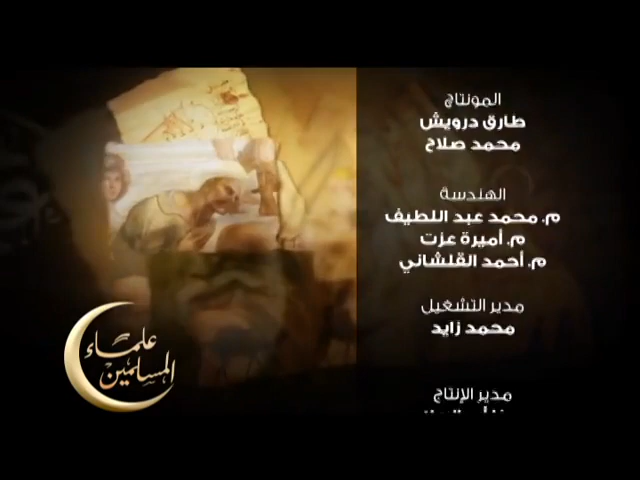 المونتاج
طارق درويش
محمد صلاح
الهندسة
م. محمد عبد اللطيف
م. أميرة عزت
م. أحمد القلشاني
مدير التشغيل
محمد زايد
مدير الإنتاج
علماء
المسلمين